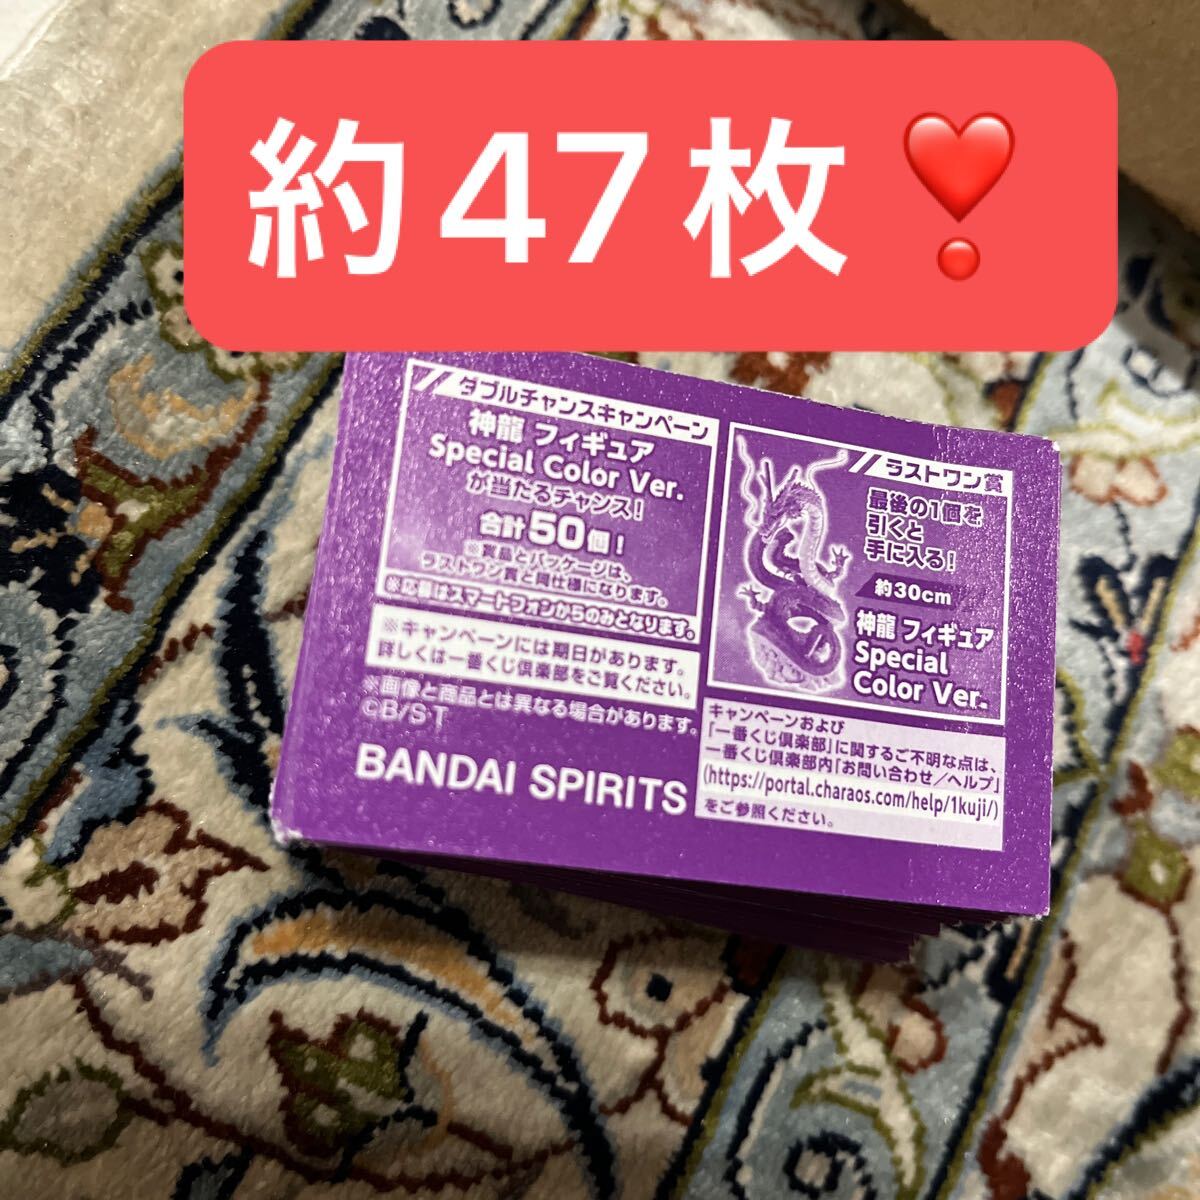 約47枚❣
ダブルチャンスキャンペーン
神龍 フィギュア
Special Color Ver.
が当たるチャンス!
合計50個!
※賞品とパッケージは、
ラストワン賞と同仕様になります。
※応募はスマートフォンからのみとなります。
※キャンペーンには期日があります。
詳しくは一番くじ倶楽部をご覧ください。
※画像と商品とは異なる場合があります。
©B/S・T
BANDAI SPIRITS
ラストワン賞
最後の1個を
引くと
手に入る!
約30cm
神龍 フィギュア
Special
Color Ver.
キャンペーンおよび
「一番くじ倶楽部」に関するご不明な点は、
一番くじ倶楽部内「お問い合わせ/ヘルプ」
(https://portal.charaos.com/help/1kuji/)
をご参照ください。